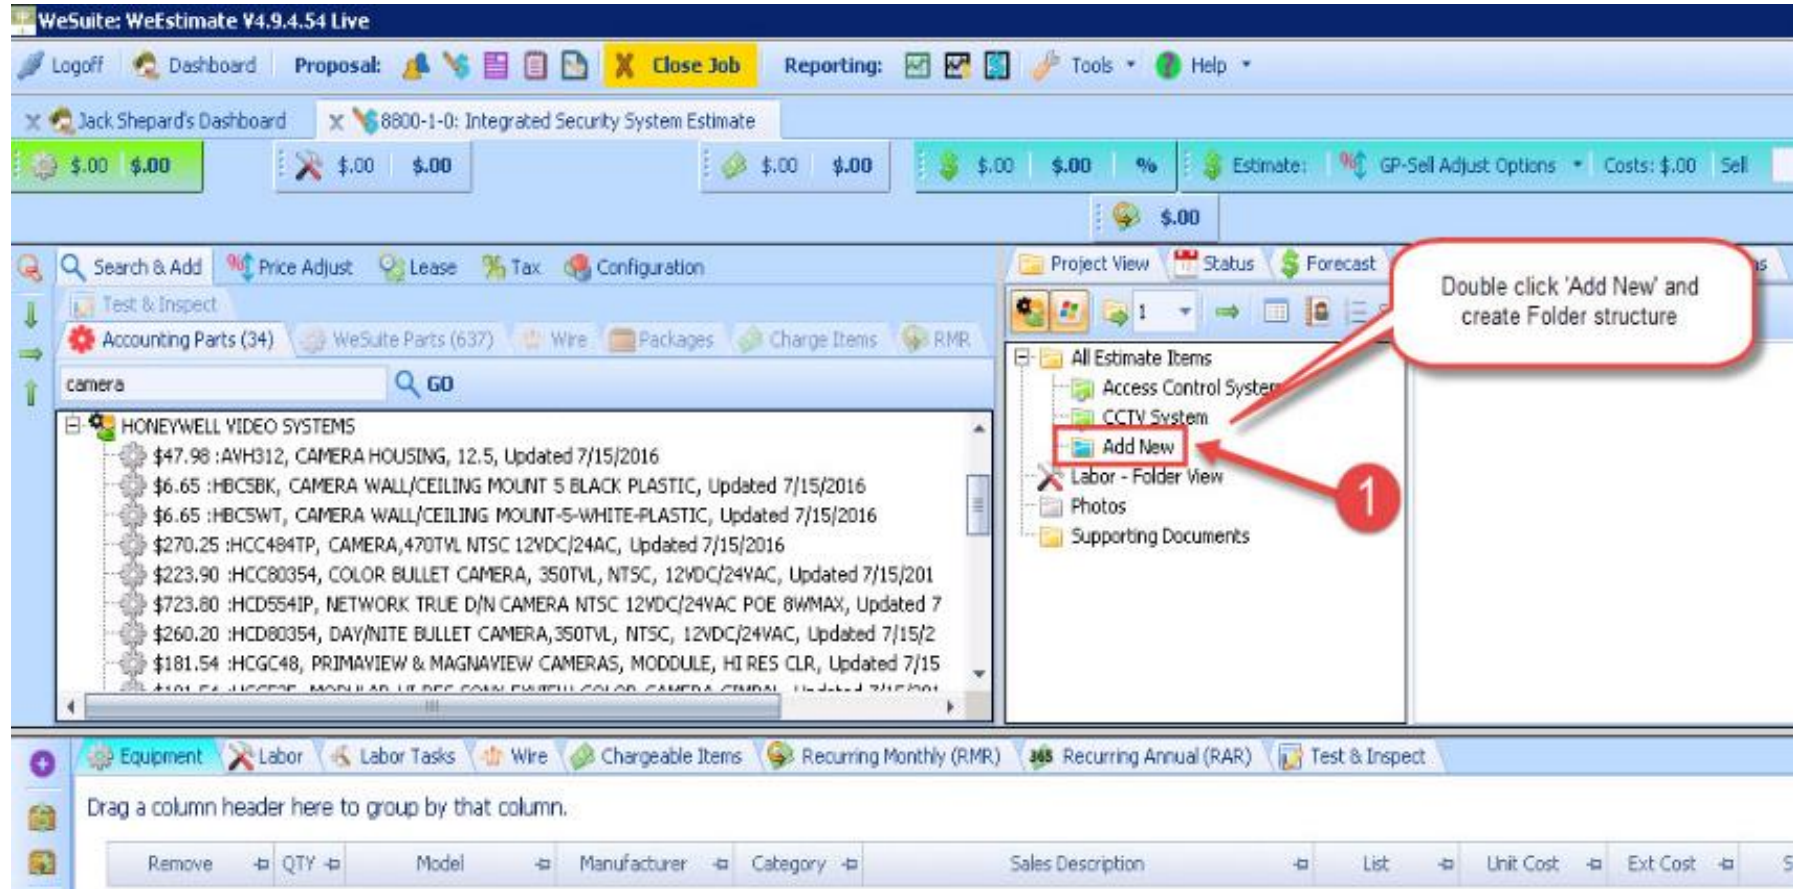 WeSuite: WeEstimate V4.9.4.54 Live
Logoff Dashboard Proposal: Close Job Reporting: Tools Help
Jack Shepard's Dashboard 8800-1-0: Integrated Security System Estimate
$.00 $.00 $.00 $.00 $.00 $.00 $.00 $.00 % Estimate: GP-Sell Adjust Options Costs: $.00 Sell
$.00
Search & Add Price Adjust Lease Tax Configuration
Test & Inspect
Accounting Parts (34) WeSuite Parts (637) Wire Packages Charge Items RMR
camera GO
HONEYWELL VIDEO SYSTEMS
$47.98 :AVH312, CAMERA HOUSING, 12.5, Updated 7/15/2016
$6.65 :HBC5BK, CAMERA WALL/CEILING MOUNT 5 BLACK PLASTIC, Updated 7/15/2016
$6.65 :HBC5WT, CAMERA WALL/CEILING MOUNT-5-WHITE-PLASTIC, Updated 7/15/2016
$270.25 :HCC484TP, CAMERA,470TVL NTSC 12VDC/24AC, Updated 7/15/2016
$223.90 :HCC80354, COLOR BULLET CAMERA, 350TVL, NTSC, 12VDC/24VAC, Updated 7/15/201
$723.80 :HCD554IP, NETWORK TRUE D/N CAMERA NTSC 12VDC/24VAC POE 8WMAX, Updated 7
$260.20 :HCD80354, DAY/NITE BULLET CAMERA,350TVL, NTSC, 12VDC/24VAC, Updated 7/15/2
$181.54 :HCGC48, PRIMAVIEW & MAGNAVIEW CAMERAS, MODDULE, HI RES CLR, Updated 7/15
Project View Status Forecast
1
Double click 'Add New' and
create Folder structure
All Estimate Items
Access Control System
CCTV System
Add New
Labor - Folder View
Photos
Supporting Documents
1
Equipment Labor Labor Tasks Wire Chargeable Items Recurring Monthly (RMR) 365 Recurring Annual (RAR) Test & Inspect
Drag a column header here to group by that column.
Remove QTY Model Manufacturer Category Sales Description List Unit Cost Ext Cost S